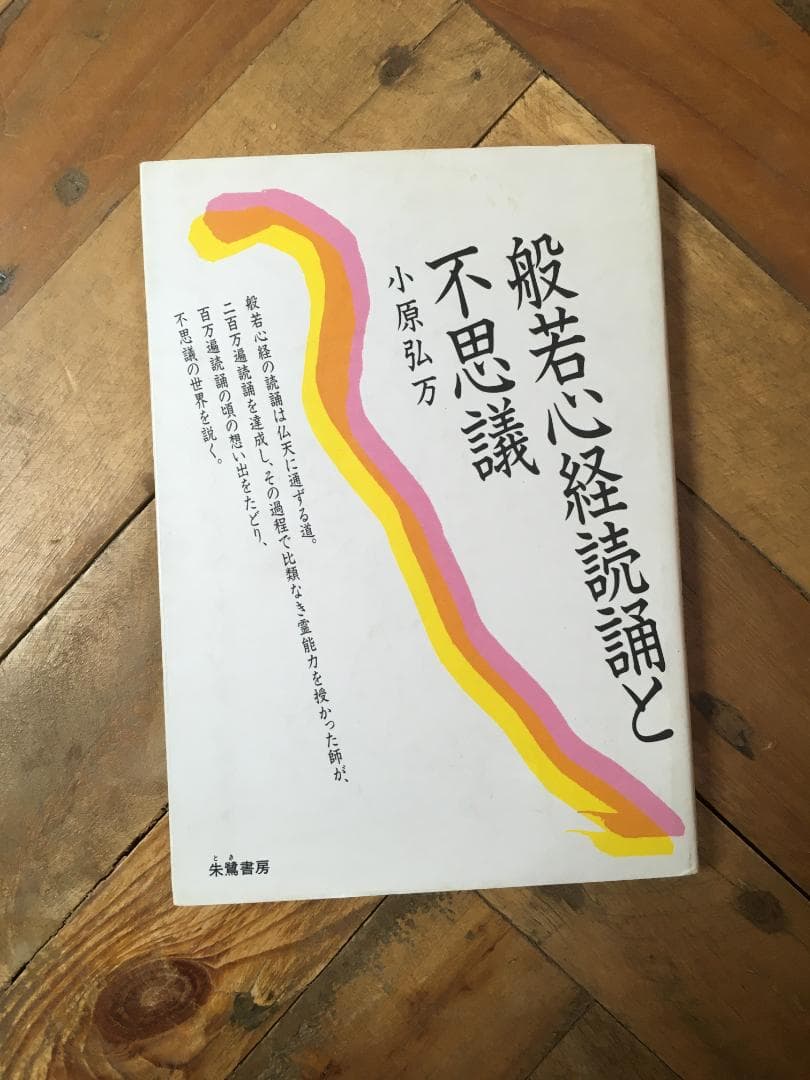 般若心経読誦と
不思議
小原弘万
般若心経の読誦は仏天に通ずる道。
二百万遍読誦を達成し、その過程で比類なき霊能力を授かった師が、
百万遍読誦の頃の想い出をたどり、
不思議の世界を説く。
とき
朱鷺書房